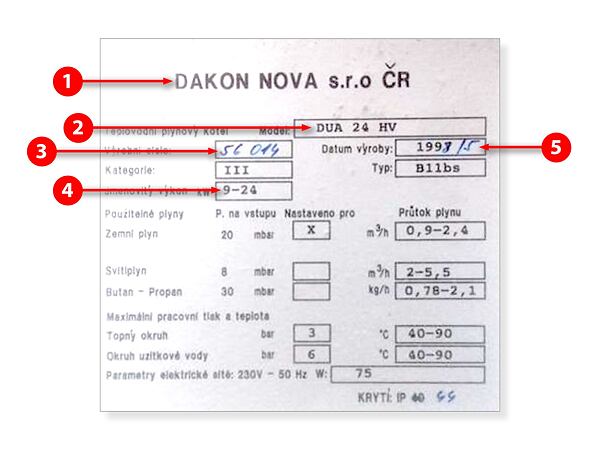 1 DAKON NOVA s.r.o ČR
2 Teplovodní plynový kotel Model: DUA 24 HV
3 Výrobní číslo: 56 014 Datum výroby: 1998/5 5
Kategorie: III Typ: B11bs
4 Jmenovitý výkon kW 9-24
Použitelné plyny P. na vstupu Nastaveno pro Průtok plynu
Zemní plyn 20 mbar X m³/h 0,9-2,4
Svítiplyn 8 mbar m³/h 2-5,5
Butan - Propan 30 mbar kg/h 0,78-2,1
Maximální pracovní tlak a teplota
Topný okruh bar 3 °C 40-90
Okruh užitkové vody bar 6 °C 40-90
Parametry elektrické sítě: 230V - 50 Hz W: 75
KRYTÍ: IP 40 44